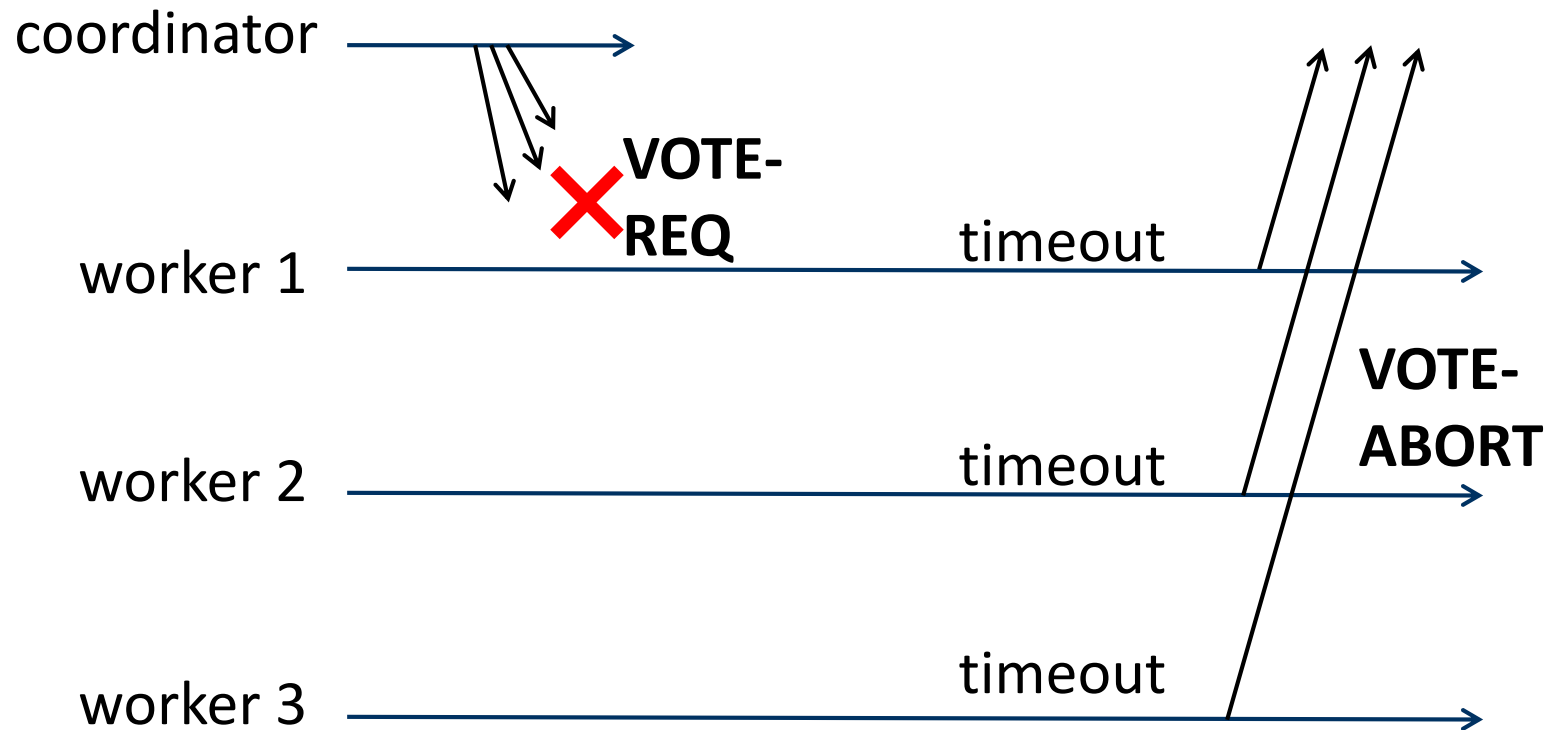 coordinator
VOTE-
REQ
timeout
worker 1
VOTE-
ABORT
timeout
worker 2
timeout
worker 3